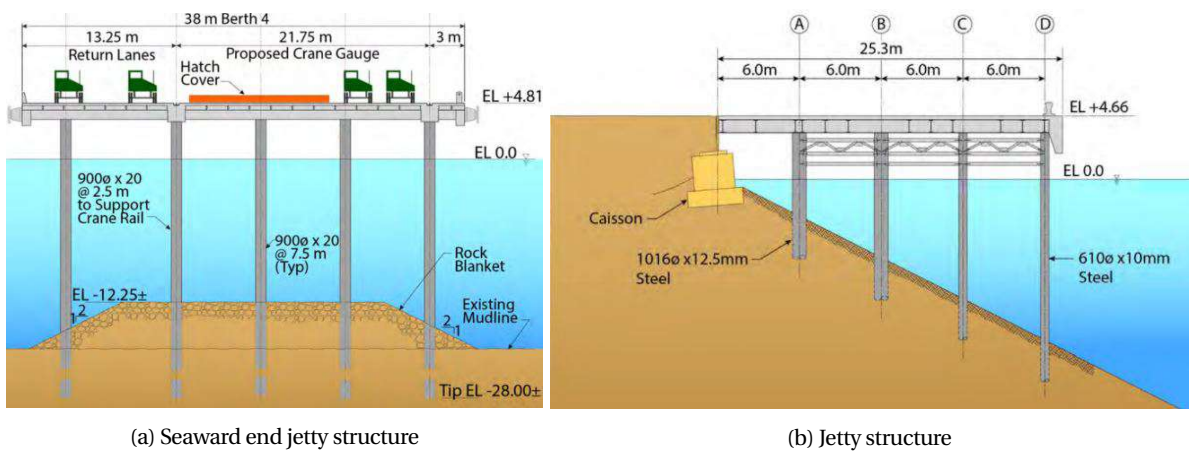 38 m Berth 4
13.25 m
21.75 m
3 m
Return Lanes
Proposed Crane Gauge
Hatch
Cover
EL +4.81
EL 0.0
900ø x 20
@ 2.5 m
to Support
Crane Rail
900ø x 20
@ 7.5 m
(Typ)
Rock
Blanket
EL -12.25±
2
1
Existing
Mudline
2
1
Tip EL -28.00±
(a) Seaward end jetty structure
A
B
C
D
25.3m
6.0m
6.0m
6.0m
6.0m
EL +4.66
EL 0.0
Caisson
1016ø x12.5mm
Steel
610ø x10mm
Steel
(b) Jetty structure